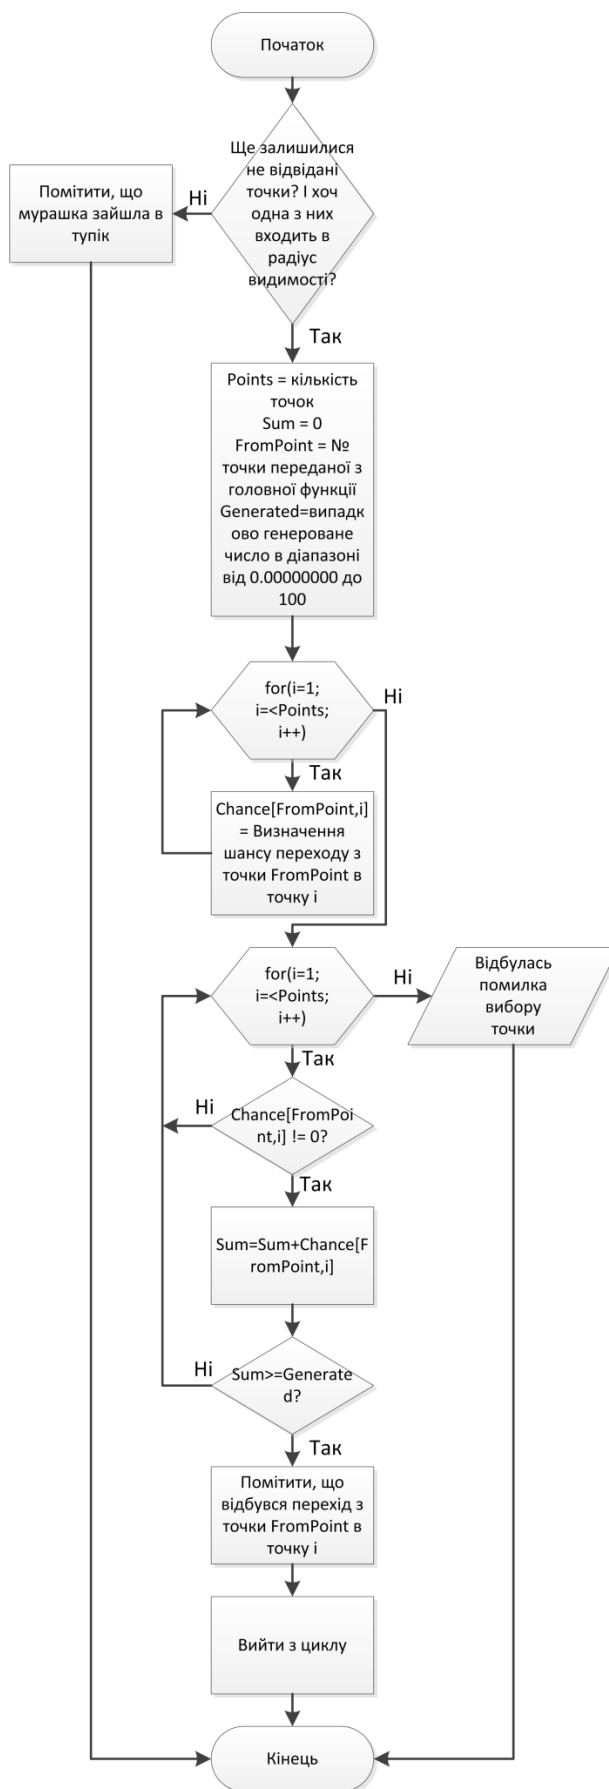 Початок
Ще залишилися
не відвідані
точки? І хоч
одна з них
входить в
радіус
видимості?
Ні
Помітити, що
мурашка зайшла в
тупік
Так
Points = кількість
точок
Sum = 0
FromPoint = №
точки переданої з
головної функції
Generated=випадк
ово генероване
число в діапазоні
від 0.00000000 до
100
for(i=1;
i=<Points;
i++)
Ні
Так
Chance[FromPoint,i]
= Визначення
шансу переходу з
точки FromPoint в
точку і
for(i=1;
i=<Points;
i++)
Ні
Відбулась
помилка
вибору
точки
Так
Ні
Chance[FromPoi
nt,i] != 0?
Так
Sum=Sum+Chance[F
romPoint,i]
Ні
Sum>=Generate
d?
Так
Помітити, що
відбувся перехід з
точки FromPoint в
точку і
Вийти з циклу
Кінець